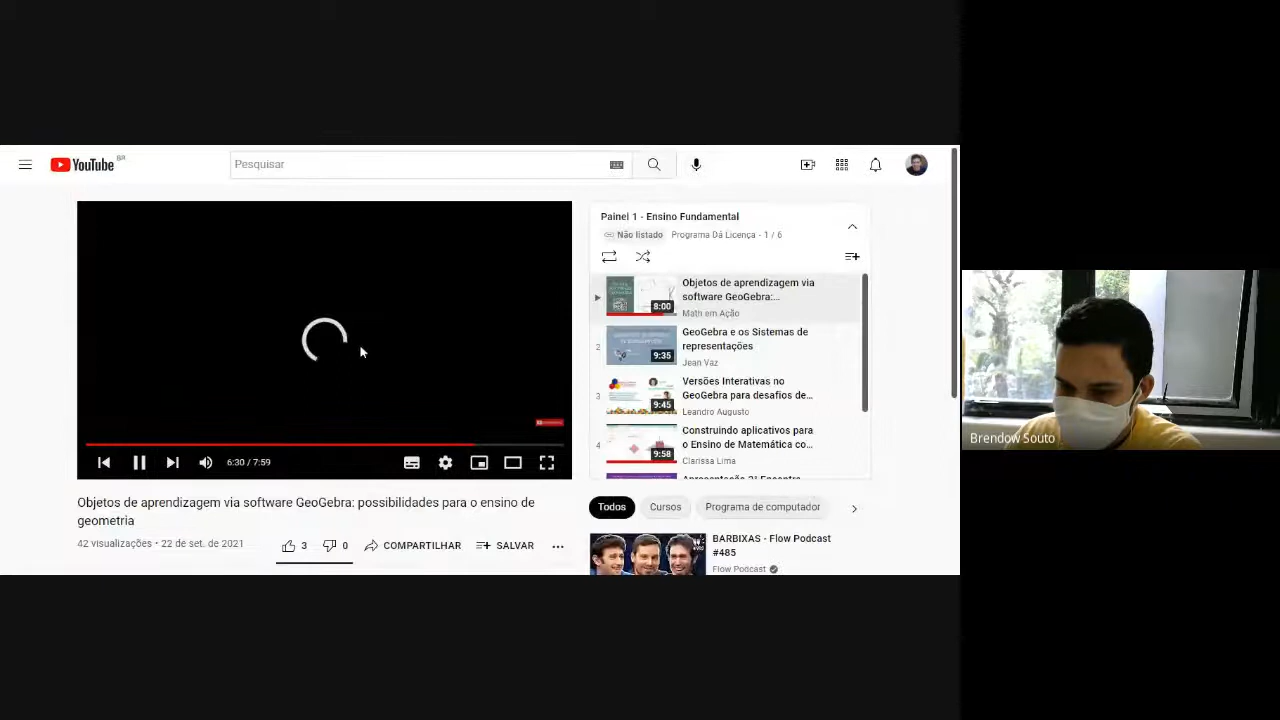 YouTube BR
Pesquisar
6:30 / 7:59
Objetos de aprendizagem via software GeoGebra: possibilidades para o ensino de
geometria
42 visualizações • 22 de set. de 2021
3
0
COMPARTILHAR
SALVAR
Painel 1 - Ensino Fundamental
Não listado
Programa Dá Licença - 1 / 6
8:00
Objetos de aprendizagem via
software GeoGebra:...
Math em Ação
2
9:35
GeoGebra e os Sistemas de
representações
Jean Vaz
3
9:45
Versões Interativas no
GeoGebra para desafios de...
Leandro Augusto
4
9:58
Construindo aplicativos para
o Ensino de Matemática co...
Clarissa Lima
Apresentação 2º Encontro
Todos
Cursos
Programa de computador
BARBIXAS - Flow Podcast
#485
Flow Podcast
Brendow Souto